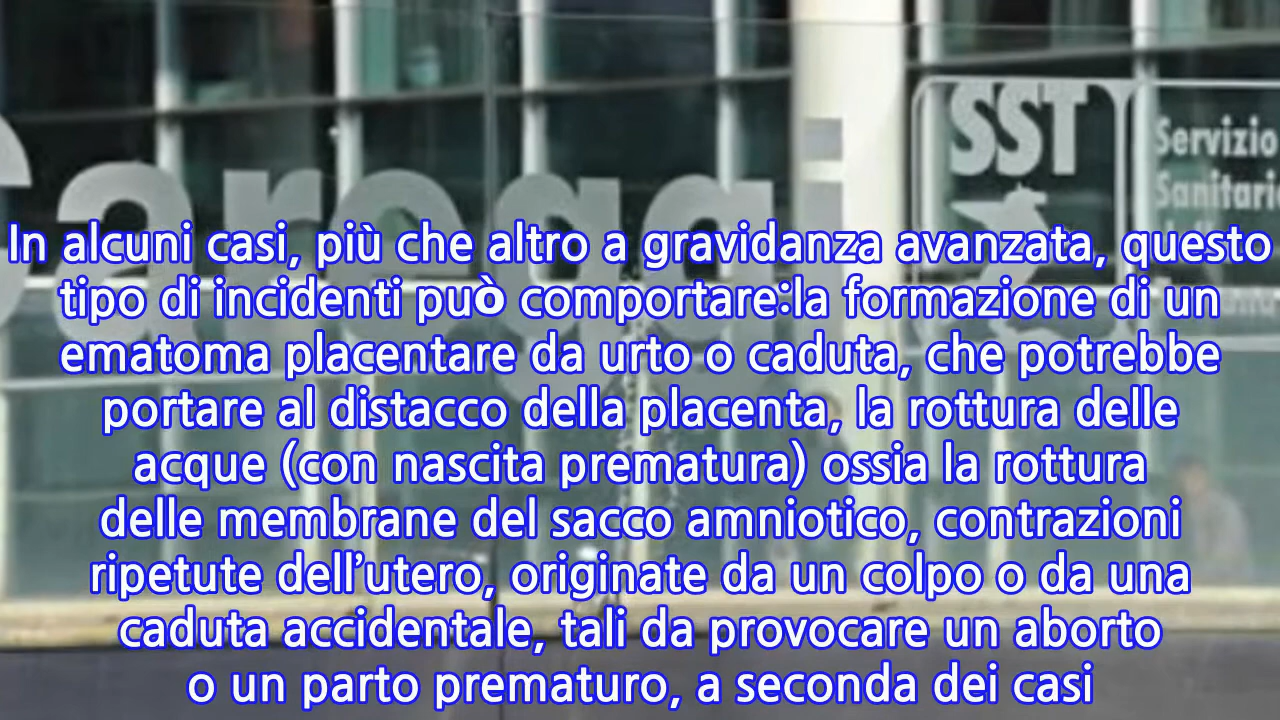 Careggi
SST
Servizio
Sanitario
In alcuni casi, più che altro a gravidanza avanzata, questo
tipo di incidenti può comportare:la formazione di un
ematoma placentare da urto o caduta, che potrebbe
portare al distacco della placenta, la rottura delle
acque (con nascita prematura) ossia la rottura
delle membrane del sacco amniotico, contrazioni
ripetute dell'utero, originate da un colpo o da una
caduta accidentale, tali da provocare un aborto
o un parto prematuro, a seconda dei casi